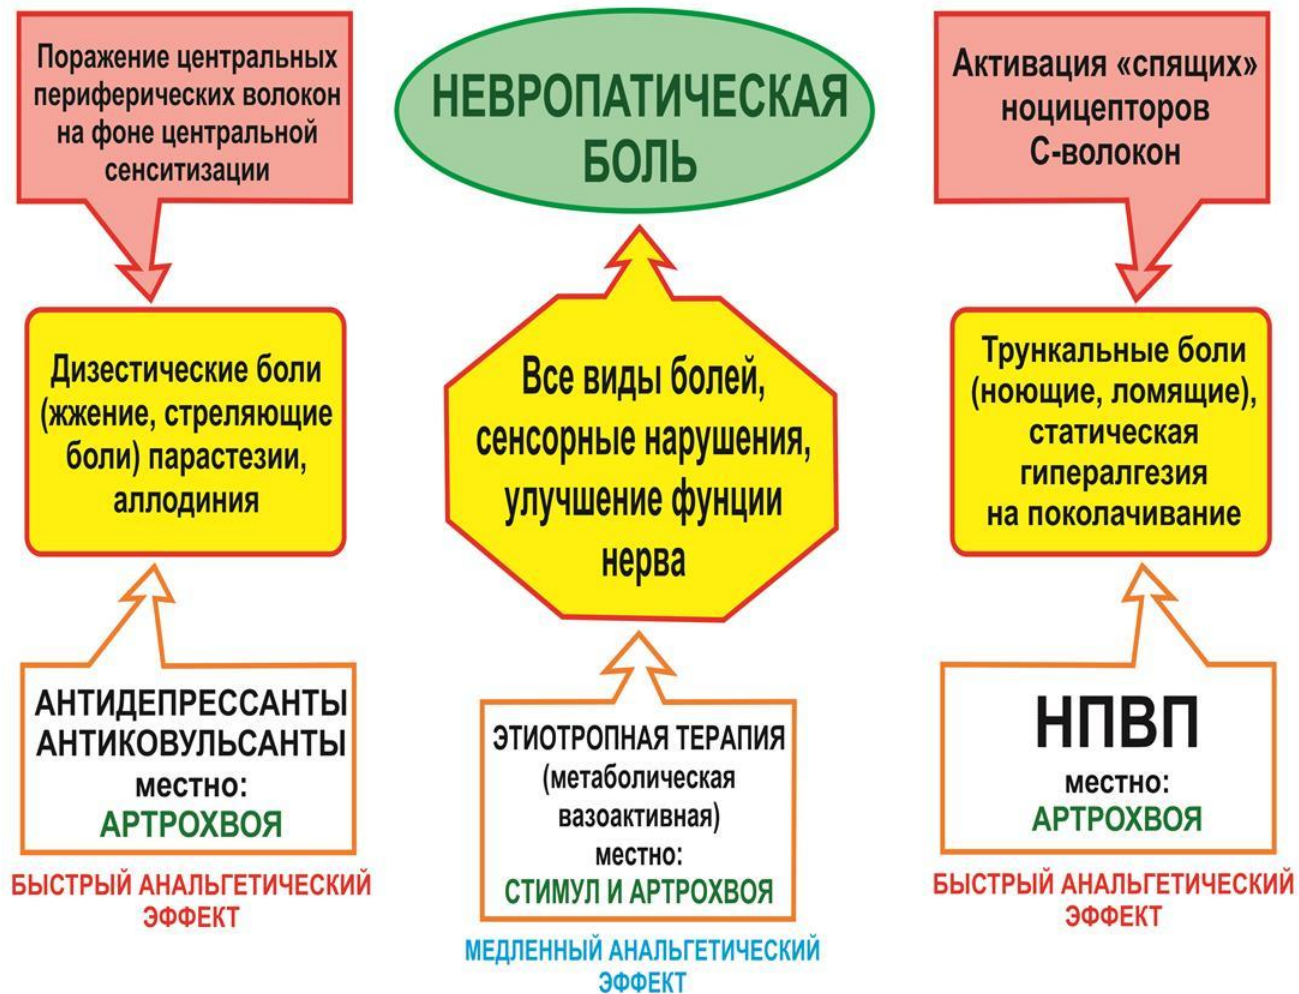 Поражение центральных
периферических волокон
на фоне центральной
сенситизации
НЕВРОПАТИЧЕСКАЯ
БОЛЬ
Активация «спящих»
ноцицепторов
С-волокон
Дизестические боли
(жжение, стреляющие
боли) парастезии,
аллодиния
Все виды болей,
сенсорные нарушения,
улучшение фунции
нерва
Трункальные боли
(ноющие, ломящие),
статическая
гипералгезия
на поколачивание
АНТИДЕПРЕССАНТЫ
АНТИКОВУЛЬСАНТЫ
местно:
АРТРОХВОЯ
БЫСТРЫЙ АНАЛЬГЕТИЧЕСКИЙ
ЭФФЕКТ
ЭТИОТРОПНАЯ ТЕРАПИЯ
(метаболическая
вазоактивная)
местно:
СТИМУЛ И АРТРОХВОЯ
МЕДЛЕННЫЙ АНАЛЬГЕТИЧЕСКИЙ
ЭФФЕКТ
НПВП
местно:
АРТРОХВОЯ
БЫСТРЫЙ АНАЛЬГЕТИЧЕСКИЙ
ЭФФЕКТ